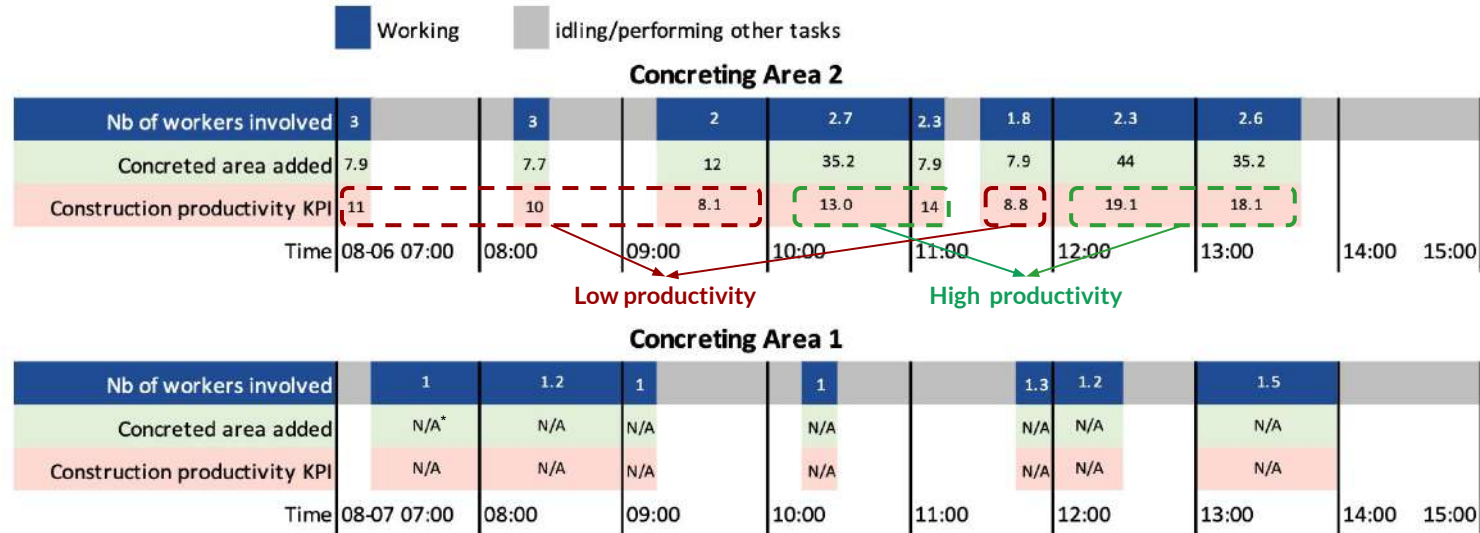 Working idling/performing other tasks
Concreting Area 2
Nb of workers involved 3 3 2 2.7 2.3 1.8 2.3 2.6
Concreted area added 7.9 7.7 12 35.2 7.9 7.9 44 35.2
Construction productivity KPI 11 10 8.1 13.0 14 8.8 19.1 18.1
Time 08-06 07:00 08:00 09:00 10:00 11:00 12:00 13:00 14:00 15:00
Low productivity High productivity
Concreting Area 1
Nb of workers involved 1 1.2 1 1 1.3 1.2 1.5
Concreted area added N/A* N/A N/A N/A N/A N/A N/A
Construction productivity KPI N/A N/A N/A N/A N/A N/A N/A
Time 08-07 07:00 08:00 09:00 10:00 11:00 12:00 13:00 14:00 15:00